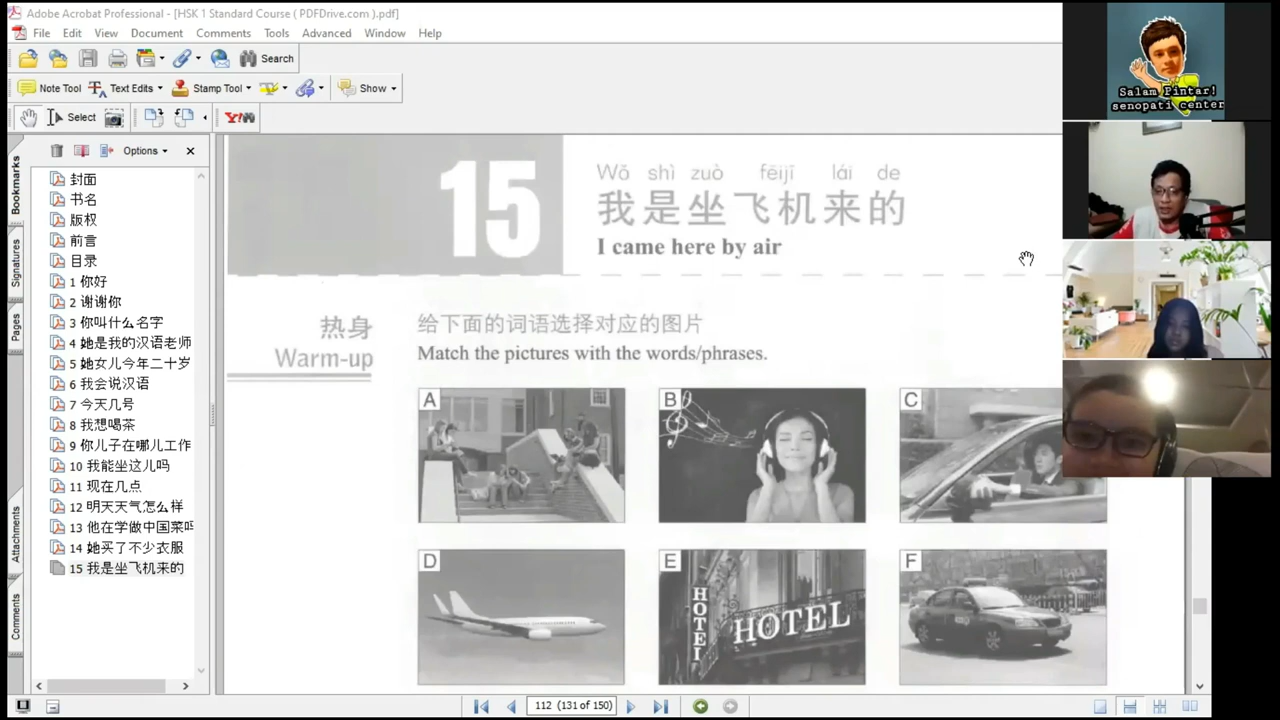 Adobe Acrobat Professional - [HSK 1 Standard Course ( PDFDrive.com ).pdf]
File Edit View Document Comments Tools Advanced Window Help
Search
Note Tool Text Edits Stamp Tool Show
Select Y!
Options
Bookmarks
Signatures
Pages
Attachments
Comments
封面
书名
版权
前言
目录
1 你好
2 谢谢你
3 你叫什么名字
4 她是我的汉语老师
5 她女儿今年二十岁
6 我会说汉语
7 今天几号
8 我想喝茶
9 你儿子在哪儿工作
10 我能坐这儿吗
11 现在几点
12 明天天气怎么样
13 他在学做中国菜吗
14 她买了不少衣服
15 我是坐飞机来的
15
Wǒ shì zuò fēijī lái de
我是坐飞机来的
I came here by air
热身
Warm-up
给下面的词语选择对应的图片
Match the pictures with the words/phrases.
A
B
C
D
E
HOTEL
HOTEL
F
112 (131 of 150)
Salam Pintar!
senopati center